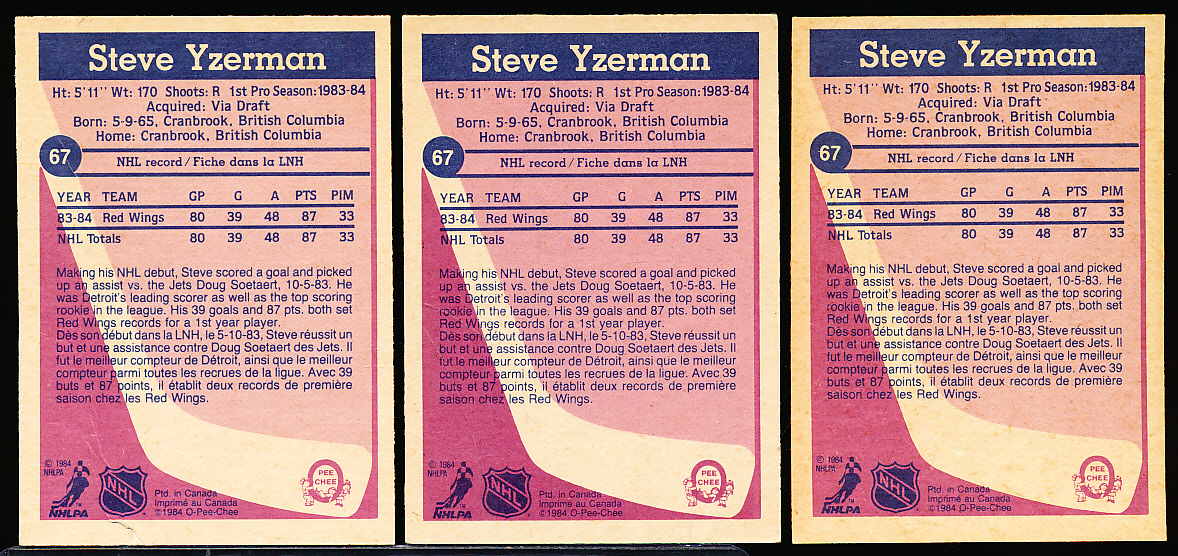 Steve Yzerman
Ht: 5'11" Wt: 170 Shoots: R 1st Pro Season: 1983-84
Acquired: Via Draft
Born: 5-9-65, Cranbrook, British Columbia
Home: Cranbrook, British Columbia
67
NHL record/Fiche dans la LNH
YEAR TEAM GP G A PTS PIM
83-84 Red Wings 80 39 48 87 33
NHL Totals 80 39 48 87 33
Making his NHL debut, Steve scored a goal and picked
up an assist vs. the Jets Doug Soetaert, 10-5-83. He
was Detroit's leading scorer as well as the top scoring
rookie in the league. His 39 goals and 87 pts. both set
Red Wings records for a 1st year player.
Dès son début dans la LNH, le 5-10-83, Steve réussit un
but et une assistance contre Doug Soetaert des Jets. Il
fut le meilleur compteur de Détroit, ainsi que le meilleur
compteur parmi toutes les recrues de la ligue. Avec 39
buts et 87 points, il établit deux records de première
saison chez les Red Wings.
© 1984
NHLPA
NHLPA
NHL
Ptd. in Canada
Imprimé au Canada
©1984 O-Pee-Chee
PEE
CHEE
Steve Yzerman
Ht: 5'11" Wt: 170 Shoots: R 1st Pro Season: 1983-84
Acquired: Via Draft
Born: 5-9-65, Cranbrook, British Columbia
Home: Cranbrook, British Columbia
67
NHL record/Fiche dans la LNH
YEAR TEAM GP G A PTS PIM
83-84 Red Wings 80 39 48 87 33
NHL Totals 80 39 48 87 33
Making his NHL debut, Steve scored a goal and picked
up an assist vs. the Jets Doug Soetaert, 10-5-83. He
was Detroit's leading scorer as well as the top scoring
rookie in the league. His 39 goals and 87 pts. both set
Red Wings records for a 1st year player.
Dès son début dans la LNH, le 5-10-83, Steve réussit un
but et une assistance contre Doug Soetaert des Jets. Il
fut le meilleur compteur de Détroit, ainsi que le meilleur
compteur parmi toutes les recrues de la ligue. Avec 39
buts et 87 points, il établit deux records de première
saison chez les Red Wings.
© 1984
NHLPA
NHLPA
NHL
Ptd. in Canada
Imprimé au Canada
©1984 O-Pee-Chee
PEE
CHEE
Steve Yzerman
Ht: 5'11" Wt: 170 Shoots: R 1st Pro Season: 1983-84
Acquired: Via Draft
Born: 5-9-65, Cranbrook, British Columbia
Home: Cranbrook, British Columbia
67
NHL record/Fiche dans la LNH
YEAR TEAM GP G A PTS PIM
83-84 Red Wings 80 39 48 87 33
NHL Totals 80 39 48 87 33
Making his NHL debut, Steve scored a goal and picked
up an assist vs. the Jets Doug Soetaert, 10-5-83. He
was Detroit's leading scorer as well as the top scoring
rookie in the league. His 39 goals and 87 pts. both set
Red Wings records for a 1st year player.
Dès son début dans la LNH, le 5-10-83, Steve réussit un
but et une assistance contre Doug Soetaert des Jets. Il
fut le meilleur compteur de Détroit, ainsi que le meilleur
compteur parmi toutes les recrues de la ligue. Avec 39
buts et 87 points, il établit deux records de première
saison chez les Red Wings.
© 1984
NHLPA
NHLPA
NHL
Ptd. in Canada
Imprimé au Canada
©1984 O-Pee-Chee
PEE
CHEE